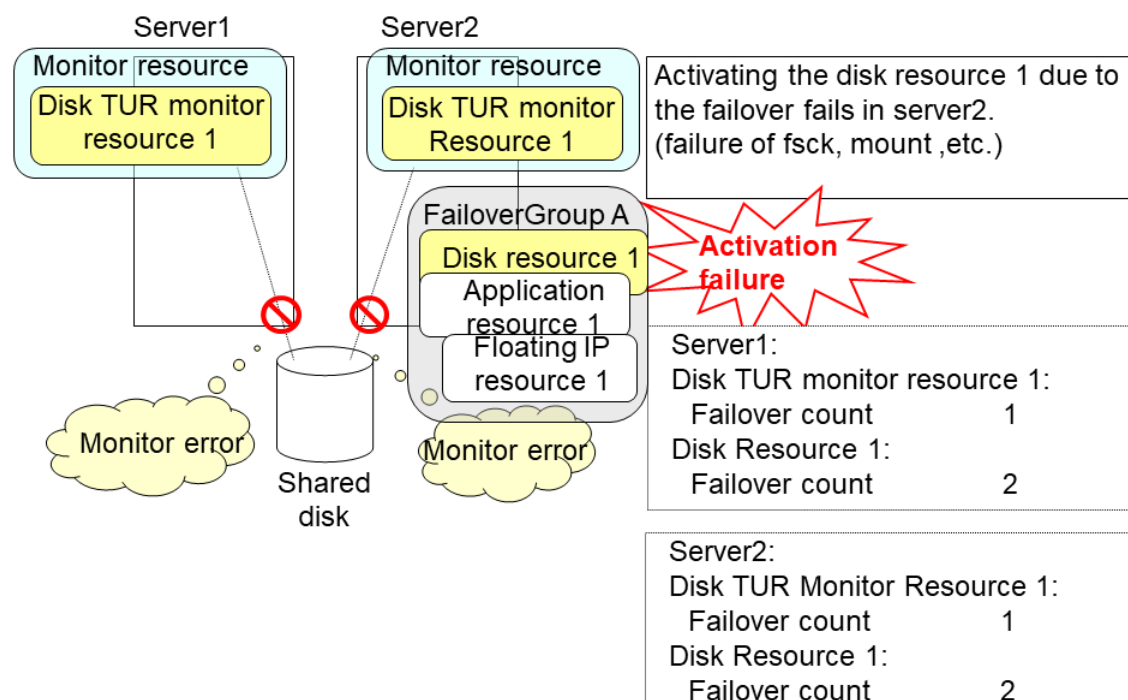 Server1
Server2
Monitor resource
Disk TUR monitor
resource 1
Monitor resource
Disk TUR monitor
Resource 1
Activating the disk resource 1 due to
the failover fails in server2.
(failure of fsck, mount ,etc.)
FailoverGroup A
Disk resource 1
Application
resource 1
Floating IP
resource 1
Activation
failure
Monitor error
Shared
disk
Monitor error
Server1:
Disk TUR monitor resource 1:
Failover count 1
Disk Resource 1:
Failover count 2
Server2:
Disk TUR Monitor Resource 1:
Failover count 1
Disk Resource 1:
Failover count 2